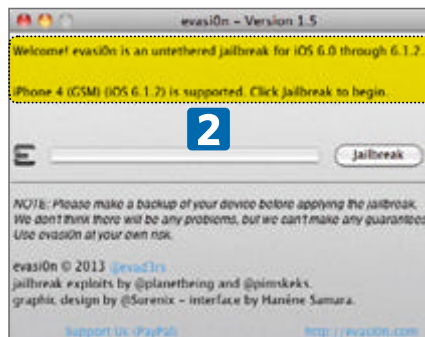 evasi0n – Version 1.5
Welcome! evasi0n is an untethered jailbreak for iOS 6.0 through 6.1.2.
iPhone 4 (GSM) (iOS 6.1.2) is supported. Click Jailbreak to begin.
2
Jailbreak
NOTE: Please make a backup of your device before applying the jailbreak.
We don't think there will be any problems, but we can't make any guarantees.
Use evasi0n at your own risk.
evasi0n © 2013 @evad3rs
jailbreak exploits by @planetbeing and @pimskeks.
graphic design by @Surenix – interface by Hanéne Samara.
Support Us (PayPal)
http://evasi0n.com